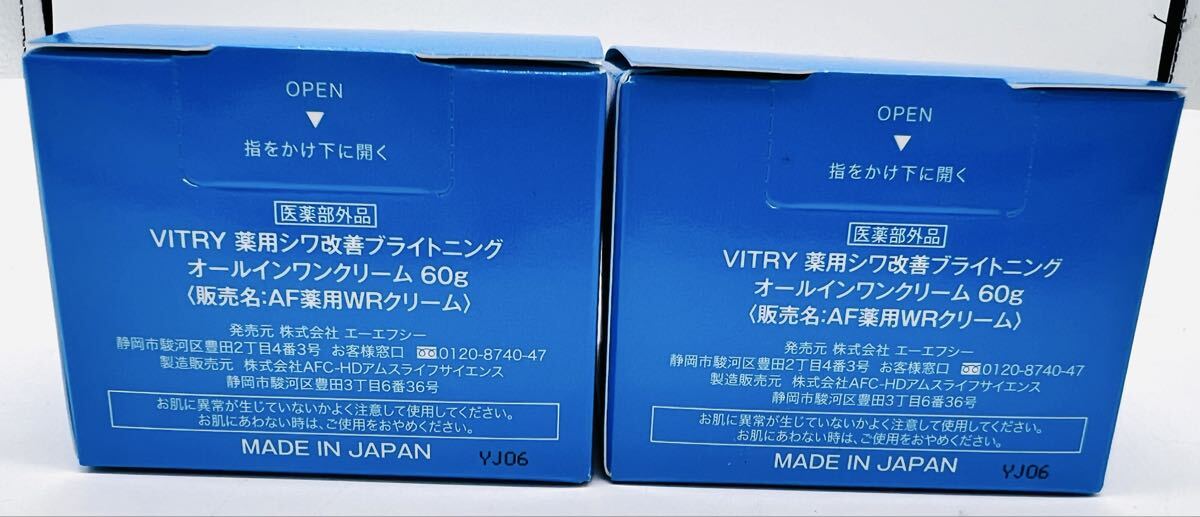 OPEN
指をかけ下に開く
医薬部外品
VITRY 薬用シワ改善ブライトニング
オールインワンクリーム 60g
〈販売名:AF薬用WRクリーム〉
発売元 株式会社 エーエフシー
静岡市駿河区豊田2丁目4番3号 お客様窓口 0120-8740-47
製造販売元 株式会社AFC-HDアムスライフサイエンス
静岡市駿河区豊田3丁目6番36号
お肌に異常が生じていないかよく注意して使用してください。
お肌にあわない時は、ご使用をおやめください。
MADE IN JAPAN YJ06
OPEN
指をかけ下に開く
医薬部外品
VITRY 薬用シワ改善ブライトニング
オールインワンクリーム 60g
〈販売名:AF薬用WRクリーム〉
発売元 株式会社 エーエフシー
静岡市駿河区豊田2丁目4番3号 お客様窓口 0120-8740-47
製造販売元 株式会社AFC-HDアムスライフサイエンス
静岡市駿河区豊田3丁目6番36号
お肌に異常が生じていないかよく注意して使用してください。
お肌にあわない時は、ご使用をおやめください。
MADE IN JAPAN YJ06